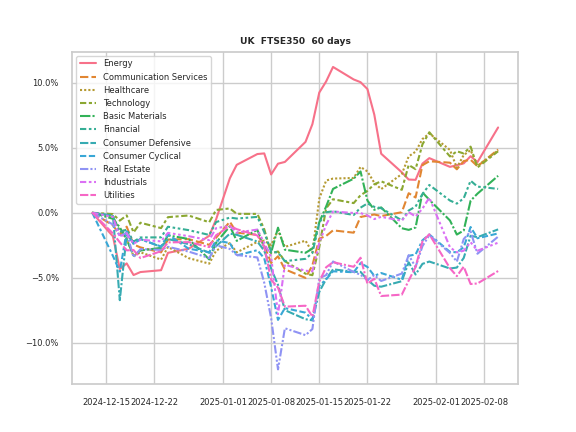 UK FTSE350 60 days
Energy
Communication Services
Healthcare
Technology
Basic Materials
Financial
Consumer Defensive
Consumer Cyclical
Real Estate
Industrials
Utilities
10.0%
5.0%
0.0%
−5.0%
−10.0%
2024-12-15 2024-12-22 2025-01-01 2025-01-08 2025-01-15 2025-01-22 2025-02-01 2025-02-08